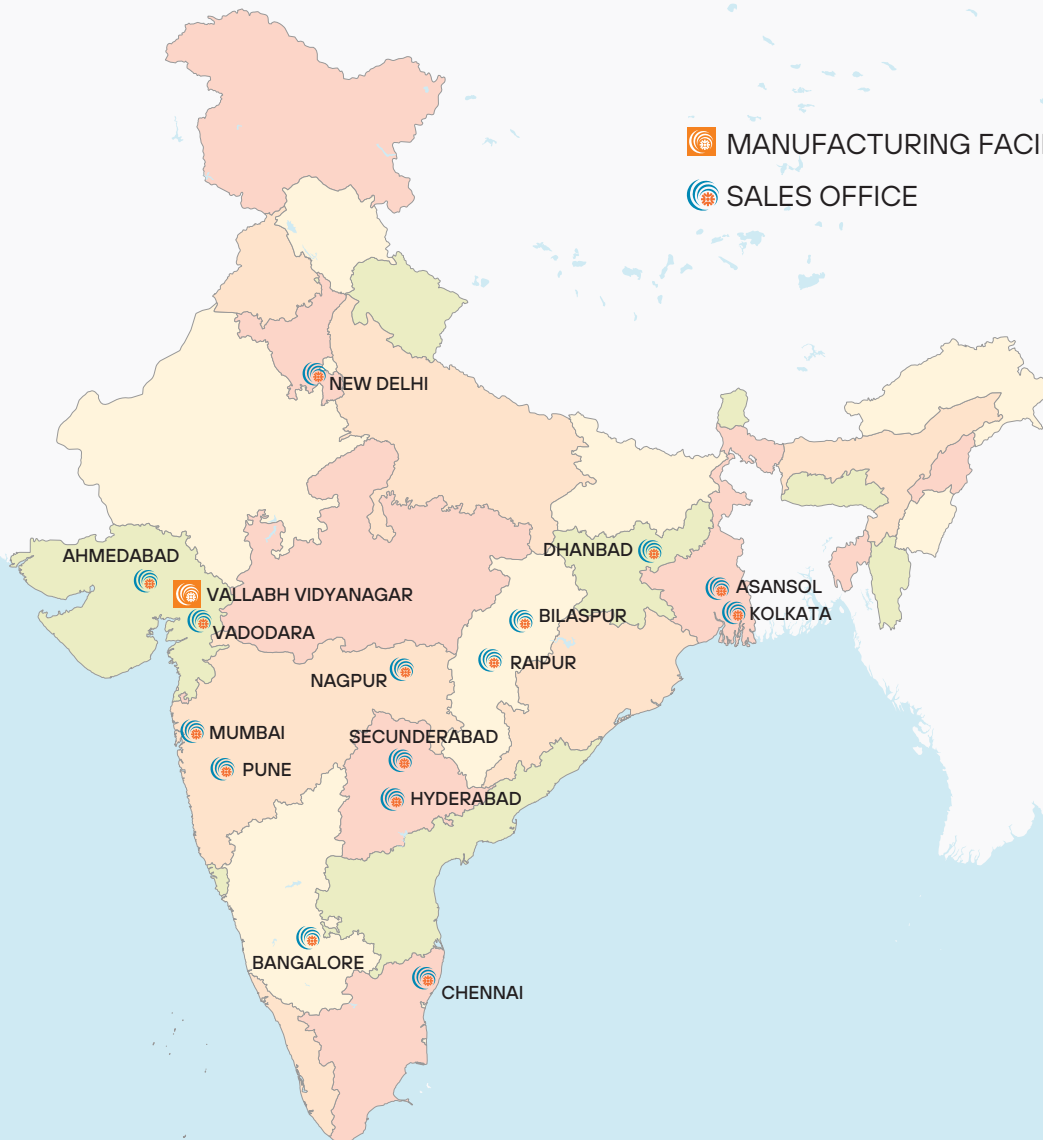 MANUFACTURING FACI
SALES OFFICE
NEW DELHI
AHMEDABAD
DHANBAD
VALLABH VIDYANAGAR
ASANSOL
KOLKATA
BILASPUR
VADODARA
RAIPUR
NAGPUR
MUMBAI
SECUNDERABAD
PUNE
HYDERABAD
BANGALORE
CHENNAI